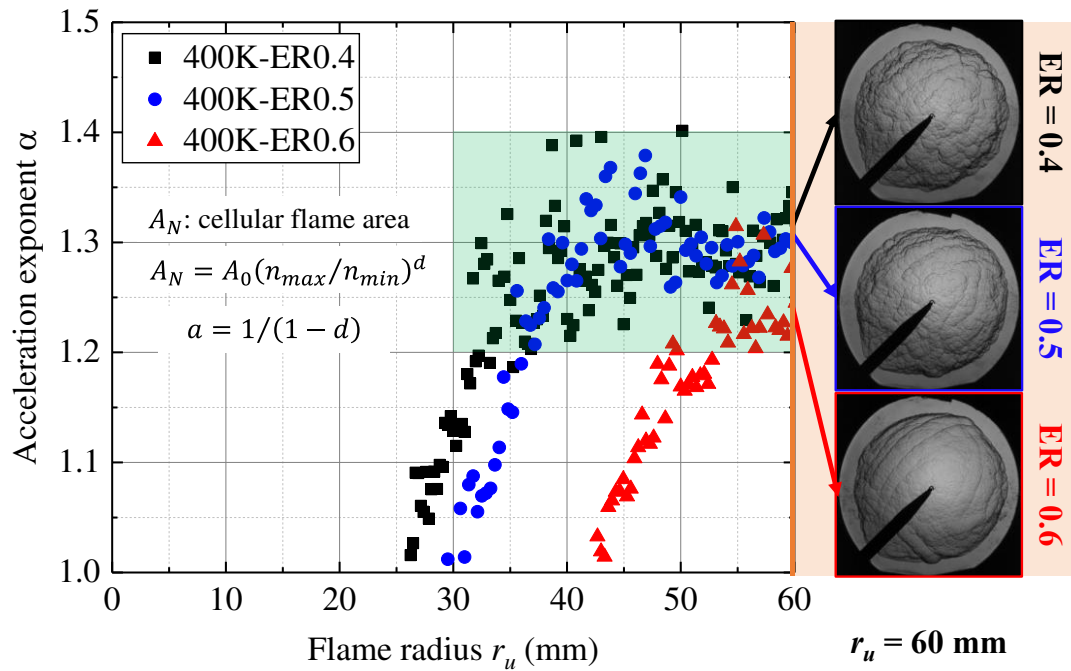 1.5
1.4
1.3
1.2
1.1
1.0
Acceleration exponent α
400K-ER0.4
400K-ER0.5
400K-ER0.6
A_N: cellular flame area
A_N = A_0(n_max/n_min)^d
a = 1/(1 − d)
0 10 20 30 40 50 60
Flame radius r_u (mm)
ER = 0.4
ER = 0.5
ER = 0.6
r_u = 60 mm